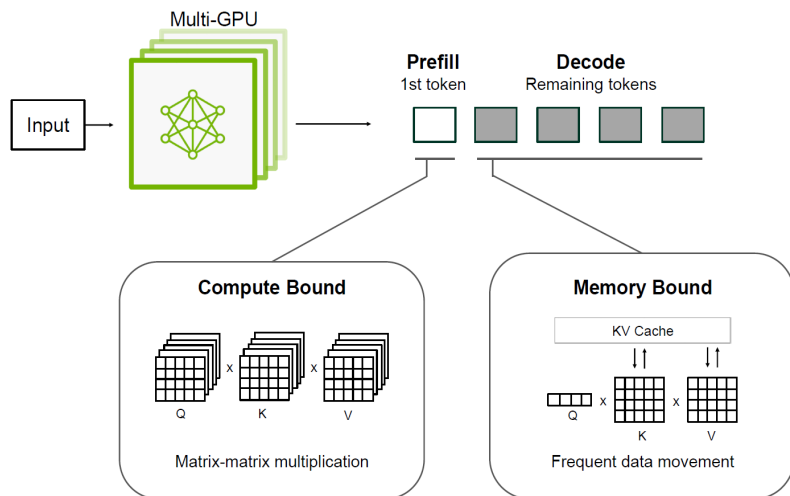 Multi-GPU
Input
Prefill
1st token
Decode
Remaining tokens
Compute Bound
x
x
Q
K
V
Matrix-matrix multiplication
Memory Bound
KV Cache
x
x
Q
K
V
Frequent data movement